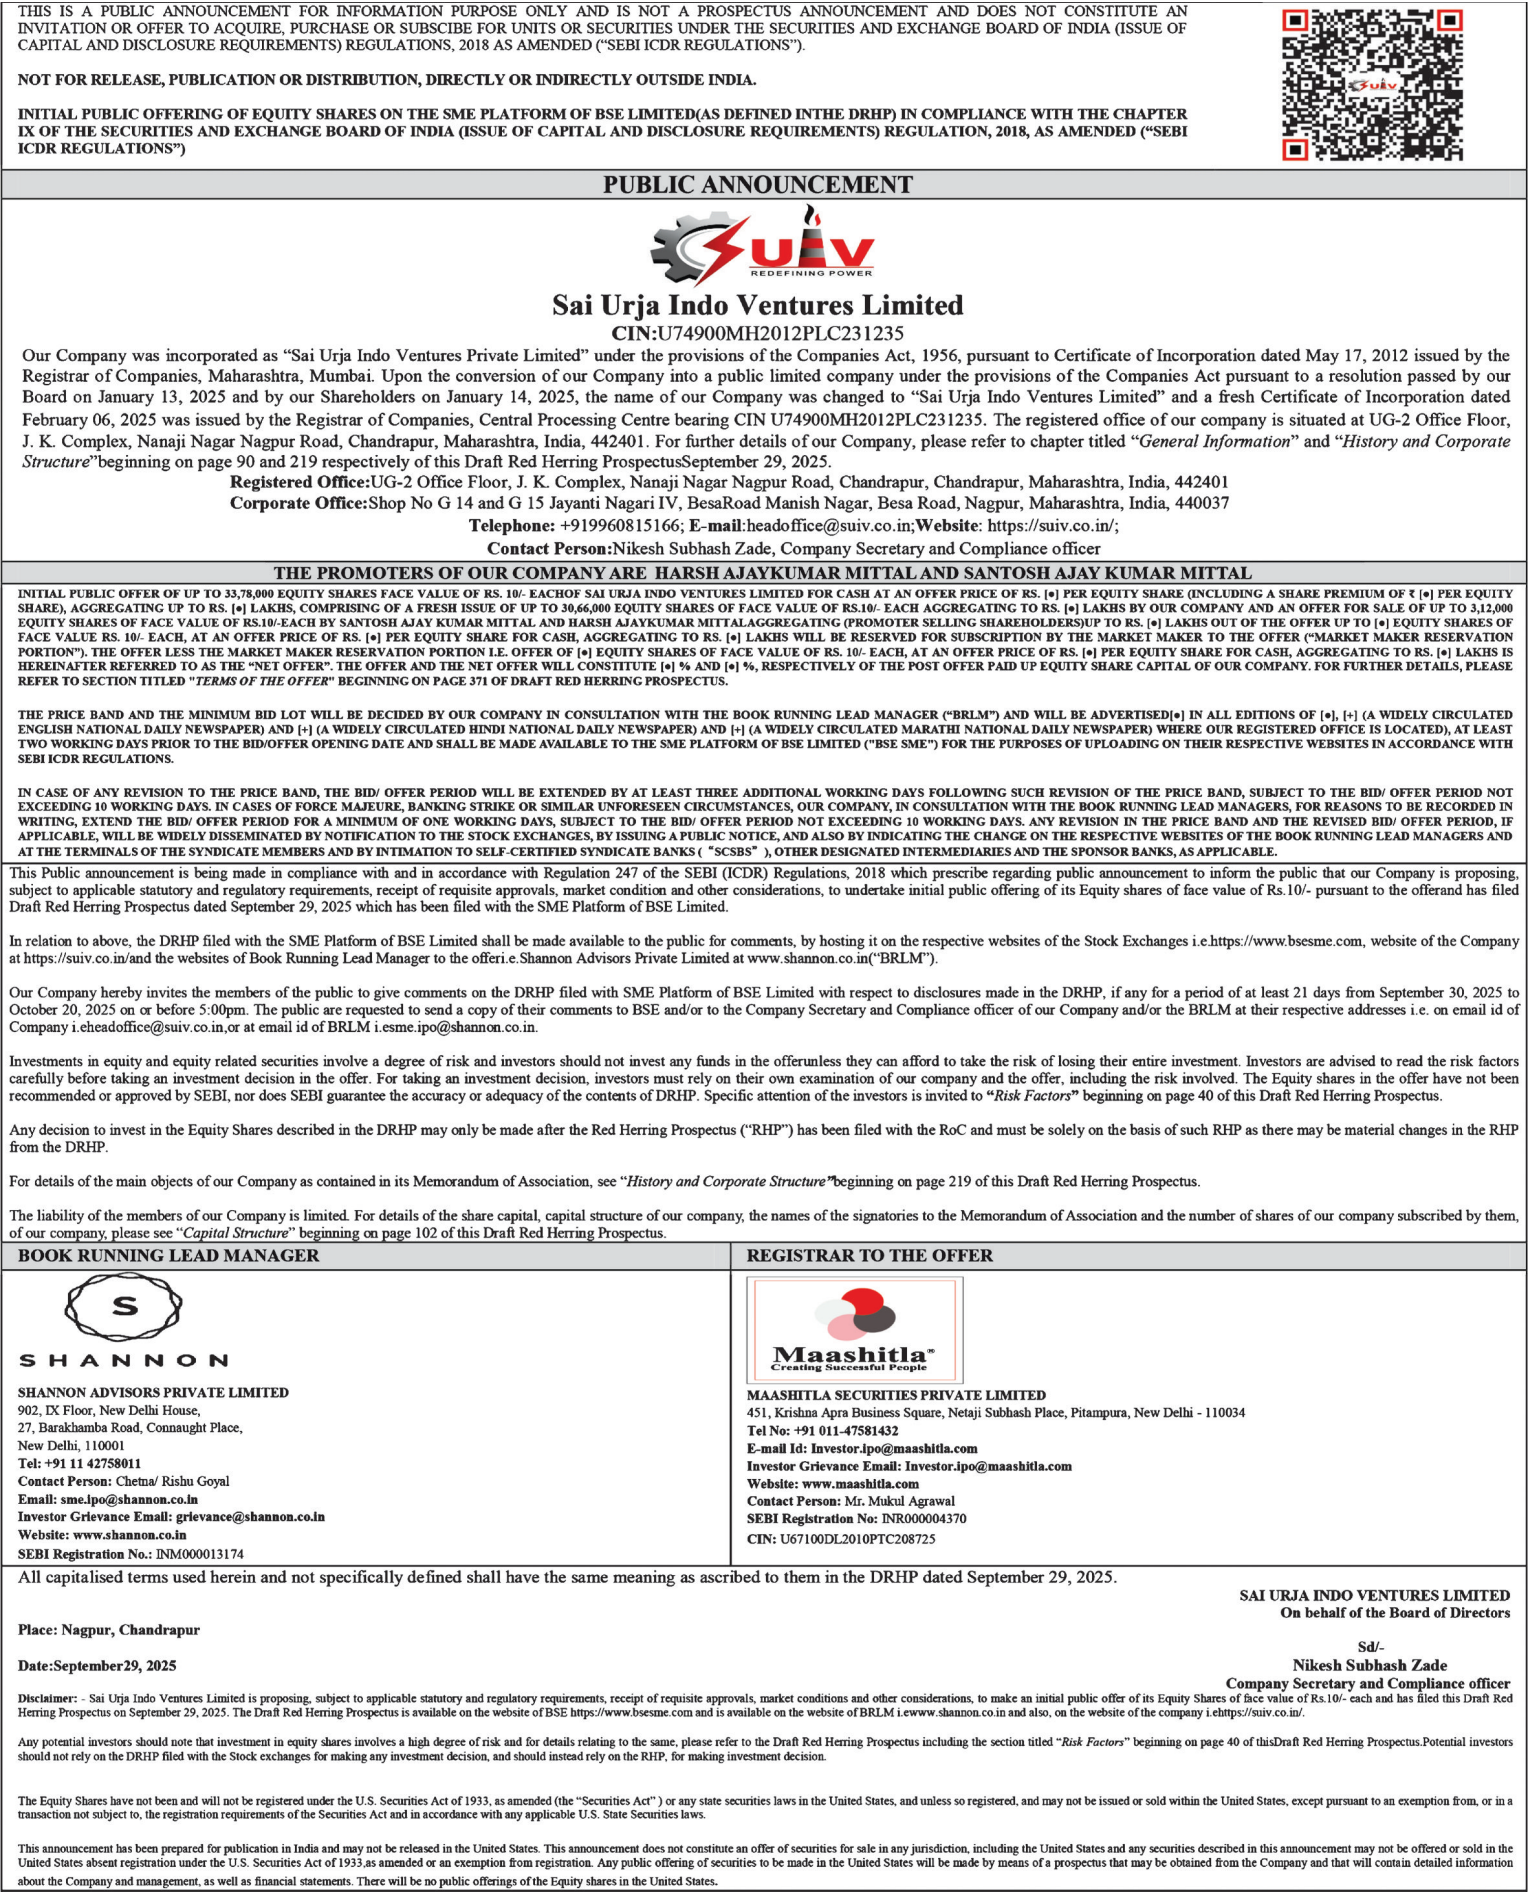 THIS IS A PUBLIC ANNOUNCEMENT FOR INFORMATION PURPOSE ONLY AND IS NOT A PROSPECTUS ANNOUNCEMENT AND DOES NOT CONSTITUTE AN
INVITATION OR OFFER TO ACQUIRE, PURCHASE OR SUBSCIBE FOR UNITS OR SECURITIES UNDER THE SECURITIES AND EXCHANGE BOARD OF INDIA (ISSUE OF
CAPITAL AND DISCLOSURE REQUIREMENTS) REGULATIONS, 2018 AS AMENDED (“SEBI ICDR REGULATIONS”).
NOT FOR RELEASE, PUBLICATION OR DISTRIBUTION, DIRECTLY OR INDIRECTLY OUTSIDE INDIA.
INITIAL PUBLIC OFFERING OF EQUITY SHARES ON THE SME PLATFORM OF BSE LIMITED(AS DEFINED INTHE DRHP) IN COMPLIANCE WITH THE CHAPTER
IX OF THE SECURITIES AND EXCHANGE BOARD OF INDIA (ISSUE OF CAPITAL AND DISCLOSURE REQUIREMENTS) REGULATION, 2018, AS AMENDED (“SEBI
ICDR REGULATIONS”)
SUIV
PUBLIC ANNOUNCEMENT
SUIV
REDEFINING POWER
Sai Urja Indo Ventures Limited
CIN:U74900MH2012PLC231235
Our Company was incorporated as “Sai Urja Indo Ventures Private Limited” under the provisions of the Companies Act, 1956, pursuant to Certificate of Incorporation dated May 17, 2012 issued by the
Registrar of Companies, Maharashtra, Mumbai. Upon the conversion of our Company into a public limited company under the provisions of the Companies Act pursuant to a resolution passed by our
Board on January 13, 2025 and by our Shareholders on January 14, 2025, the name of our Company was changed to “Sai Urja Indo Ventures Limited” and a fresh Certificate of Incorporation dated
February 06, 2025 was issued by the Registrar of Companies, Central Processing Centre bearing CIN U74900MH2012PLC231235. The registered office of our company is situated at UG-2 Office Floor,
J. K. Complex, Nanaji Nagar Nagpur Road, Chandrapur, Maharashtra, India, 442401. For further details of our Company, please refer to chapter titled “General Information” and “History and Corporate
Structure”beginning on page 90 and 219 respectively of this Draft Red Herring ProspectusSeptember 29, 2025.
Registered Office:UG-2 Office Floor, J. K. Complex, Nanaji Nagar Nagpur Road, Chandrapur, Chandrapur, Maharashtra, India, 442401
Corporate Office:Shop No G 14 and G 15 Jayanti Nagari IV, BesaRoad Manish Nagar, Besa Road, Nagpur, Maharashtra, India, 440037
Telephone: +919960815166; E-mail:headoffice@suiv.co.in;Website: https://suiv.co.in/;
Contact Person:Nikesh Subhash Zade, Company Secretary and Compliance officer
THE PROMOTERS OF OUR COMPANY ARE HARSH AJAYKUMAR MITTAL AND SANTOSH AJAY KUMAR MITTAL
INITIAL PUBLIC OFFER OF UP TO 33,78,000 EQUITY SHARES FACE VALUE OF RS. 10/- EACHOF SAI URJA INDO VENTURES LIMITED FOR CASH AT AN OFFER PRICE OF RS. [●] PER EQUITY SHARE (INCLUDING A SHARE PREMIUM OF ₹ [●] PER EQUITY
SHARE), AGGREGATING UP TO RS. [●] LAKHS, COMPRISING OF A FRESH ISSUE OF UP TO 30,66,000 EQUITY SHARES OF FACE VALUE OF RS.10/- EACH AGGREGATING TO RS. [●] LAKHS BY OUR COMPANY AND AN OFFER FOR SALE OF UP TO 3,12,000
EQUITY SHARES OF FACE VALUE OF RS.10/-EACH BY SANTOSH AJAY KUMAR MITTAL AND HARSH AJAYKUMAR MITTALAGGREGATING (PROMOTER SELLING SHAREHOLDERS)UP TO RS. [●] LAKHS OUT OF THE OFFER UP TO [●] EQUITY SHARES OF
FACE VALUE RS. 10/- EACH, AT AN OFFER PRICE OF RS. [●] PER EQUITY SHARE FOR CASH, AGGREGATING TO RS. [●] LAKHS WILL BE RESERVED FOR SUBSCRIPTION BY THE MARKET MAKER TO THE OFFER (“MARKET MAKER RESERVATION
PORTION”). THE OFFER LESS THE MARKET MAKER RESERVATION PORTION I.E. OFFER OF [●] EQUITY SHARES OF FACE VALUE OF RS. 10/- EACH, AT AN OFFER PRICE OF RS. [●] PER EQUITY SHARE FOR CASH, AGGREGATING TO RS. [●] LAKHS IS
HEREINAFTER REFERRED TO AS THE “NET OFFER”. THE OFFER AND THE NET OFFER WILL CONSTITUTE [●] % AND [●] %, RESPECTIVELY OF THE POST OFFER PAID UP EQUITY SHARE CAPITAL OF OUR COMPANY. FOR FURTHER DETAILS, PLEASE
REFER TO SECTION TITLED "TERMS OF THE OFFER" BEGINNING ON PAGE 371 OF DRAFT RED HERRING PROSPECTUS.
THE PRICE BAND AND THE MINIMUM BID LOT WILL BE DECIDED BY OUR COMPANY IN CONSULTATION WITH THE BOOK RUNNING LEAD MANAGER (“BRLM”) AND WILL BE ADVERTISED[●] IN ALL EDITIONS OF [●], [+] (A WIDELY CIRCULATED
ENGLISH NATIONAL DAILY NEWSPAPER) AND [+] (A WIDELY CIRCULATED HINDI NATIONAL DAILY NEWSPAPER) AND [+] (A WIDELY CIRCULATED MARATHI NATIONAL DAILY NEWSPAPER) WHERE OUR REGISTERED OFFICE IS LOCATED), AT LEAST
TWO WORKING DAYS PRIOR TO THE BID/OFFER OPENING DATE AND SHALL BE MADE AVAILABLE TO THE SME PLATFORM OF BSE LIMITED ("BSE SME") FOR THE PURPOSES OF UPLOADING ON THEIR RESPECTIVE WEBSITES IN ACCORDANCE WITH
SEBI ICDR REGULATIONS.
IN CASE OF ANY REVISION TO THE PRICE BAND, THE BID/ OFFER PERIOD WILL BE EXTENDED BY AT LEAST THREE ADDITIONAL WORKING DAYS FOLLOWING SUCH REVISION OF THE PRICE BAND, SUBJECT TO THE BID/ OFFER PERIOD NOT
EXCEEDING 10 WORKING DAYS. IN CASES OF FORCE MAJEURE, BANKING STRIKE OR SIMILAR UNFORESEEN CIRCUMSTANCES, OUR COMPANY, IN CONSULTATION WITH THE BOOK RUNNING LEAD MANAGERS, FOR REASONS TO BE RECORDED IN
WRITING, EXTEND THE BID/ OFFER PERIOD FOR A MINIMUM OF ONE WORKING DAYS, SUBJECT TO THE BID/ OFFER PERIOD NOT EXCEEDING 10 WORKING DAYS. ANY REVISION IN THE PRICE BAND AND THE REVISED BID/ OFFER PERIOD, IF
APPLICABLE, WILL BE WIDELY DISSEMINATED BY NOTIFICATION TO THE STOCK EXCHANGES, BY ISSUING A PUBLIC NOTICE, AND ALSO BY INDICATING THE CHANGE ON THE RESPECTIVE WEBSITES OF THE BOOK RUNNING LEAD MANAGERS AND
AT THE TERMINALS OF THE SYNDICATE MEMBERS AND BY INTIMATION TO SELF-CERTIFIED SYNDICATE BANKS ( “SCSBS” ), OTHER DESIGNATED INTERMEDIARIES AND THE SPONSOR BANKS, AS APPLICABLE.
This Public announcement is being made in compliance with and in accordance with Regulation 247 of the SEBI (ICDR) Regulations, 2018 which prescribe regarding public announcement to inform the public that our Company is proposing,
subject to applicable statutory and regulatory requirements, receipt of requisite approvals, market condition and other considerations, to undertake initial public offering of its Equity shares of face value of Rs.10/- pursuant to the offerand has filed
Draft Red Herring Prospectus dated September 29, 2025 which has been filed with the SME Platform of BSE Limited.
In relation to above, the DRHP filed with the SME Platform of BSE Limited shall be made available to the public for comments, by hosting it on the respective websites of the Stock Exchanges i.e.https://www.bsesme.com, website of the Company
at https://suiv.co.in/and the websites of Book Running Lead Manager to the offeri.e.Shannon Advisors Private Limited at www.shannon.co.in(“BRLM”).
Our Company hereby invites the members of the public to give comments on the DRHP filed with SME Platform of BSE Limited with respect to disclosures made in the DRHP, if any for a period of at least 21 days from September 30, 2025 to
October 20, 2025 on or before 5:00pm. The public are requested to send a copy of their comments to BSE and/or to the Company Secretary and Compliance officer of our Company and/or the BRLM at their respective addresses i.e. on email id of
Company i.eheadoffice@suiv.co.in,or at email id of BRLM i.esme.ipo@shannon.co.in.
Investments in equity and equity related securities involve a degree of risk and investors should not invest any funds in the offerunless they can afford to take the risk of losing their entire investment. Investors are advised to read the risk factors
carefully before taking an investment decision in the offer. For taking an investment decision, investors must rely on their own examination of our company and the offer, including the risk involved. The Equity shares in the offer have not been
recommended or approved by SEBI, nor does SEBI guarantee the accuracy or adequacy of the contents of DRHP. Specific attention of the investors is invited to “Risk Factors” beginning on page 40 of this Draft Red Herring Prospectus.
Any decision to invest in the Equity Shares described in the DRHP may only be made after the Red Herring Prospectus (“RHP”) has been filed with the RoC and must be solely on the basis of such RHP as there may be material changes in the RHP
from the DRHP.
For details of the main objects of our Company as contained in its Memorandum of Association, see “History and Corporate Structure”beginning on page 219 of this Draft Red Herring Prospectus.
The liability of the members of our Company is limited. For details of the share capital, capital structure of our company, the names of the signatories to the Memorandum of Association and the number of shares of our company subscribed by them,
of our company, please see “Capital Structure” beginning on page 102 of this Draft Red Herring Prospectus.
BOOK RUNNING LEAD MANAGER
S
SHANNON
SHANNON ADVISORS PRIVATE LIMITED
902, IX Floor, New Delhi House,
27, Barakhamba Road, Connaught Place,
New Delhi, 110001
Tel: +91 11 42758011
Contact Person: Chetna/ Rishu Goyal
Email: sme.ipo@shannon.co.in
Investor Grievance Email: grievance@shannon.co.in
Website: www.shannon.co.in
SEBI Registration No.: INM000013174
REGISTRAR TO THE OFFER
Maashitla®
Creating Successful People
MAASHITLA SECURITIES PRIVATE LIMITED
451, Krishna Apra Business Square, Netaji Subhash Place, Pitampura, New Delhi - 110034
Tel No: +91 011-47581432
E-mail Id: Investor.ipo@maashitla.com
Investor Grievance Email: Investor.ipo@maashitla.com
Website: www.maashitla.com
Contact Person: Mr. Mukul Agrawal
SEBI Registration No: INR000004370
CIN: U67100DL2010PTC208725
All capitalised terms used herein and not specifically defined shall have the same meaning as ascribed to them in the DRHP dated September 29, 2025.
SAI URJA INDO VENTURES LIMITED
On behalf of the Board of Directors
Place: Nagpur, Chandrapur
Sd/-
Date:September29, 2025
Nikesh Subhash Zade
Company Secretary and Compliance officer
Disclaimer: - Sai Urja Indo Ventures Limited is proposing, subject to applicable statutory and regulatory requirements, receipt of requisite approvals, market conditions and other considerations, to make an initial public offer of its Equity Shares of face value of Rs.10/- each and has filed this Draft Red
Herring Prospectus on September 29, 2025. The Draft Red Herring Prospectus is available on the website of BSE https://www.bsesme.com and is available on the website of BRLM i.ewww.shannon.co.in and also, on the website of the company i.ehttps://suiv.co.in/.
Any potential investors should note that investment in equity shares involves a high degree of risk and for details relating to the same, please refer to the Draft Red Herring Prospectus including the section titled “Risk Factors” beginning on page 40 of thisDraft Red Herring Prospectus.Potential investors
should not rely on the DRHP filed with the Stock exchanges for making any investment decision, and should instead rely on the RHP, for making investment decision.
The Equity Shares have not been and will not be registered under the U.S. Securities Act of 1933, as amended (the “Securities Act” ) or any state securities laws in the United States, and unless so registered, and may not be issued or sold within the United States, except pursuant to an exemption from, or in a
transaction not subject to, the registration requirements of the Securities Act and in accordance with any applicable U.S. State Securities laws.
This announcement has been prepared for publication in India and may not be released in the United States. This announcement does not constitute an offer of securities for sale in any jurisdiction, including the United States and any securities described in this announcement may not be offered or sold in the
United States absent registration under the U.S. Securities Act of 1933,as amended or an exemption from registration. Any public offering of securities to be made in the United States will be made by means of a prospectus that may be obtained from the Company and that will contain detailed information
about the Company and management, as well as financial statements. There will be no public offerings of the Equity shares in the United States.